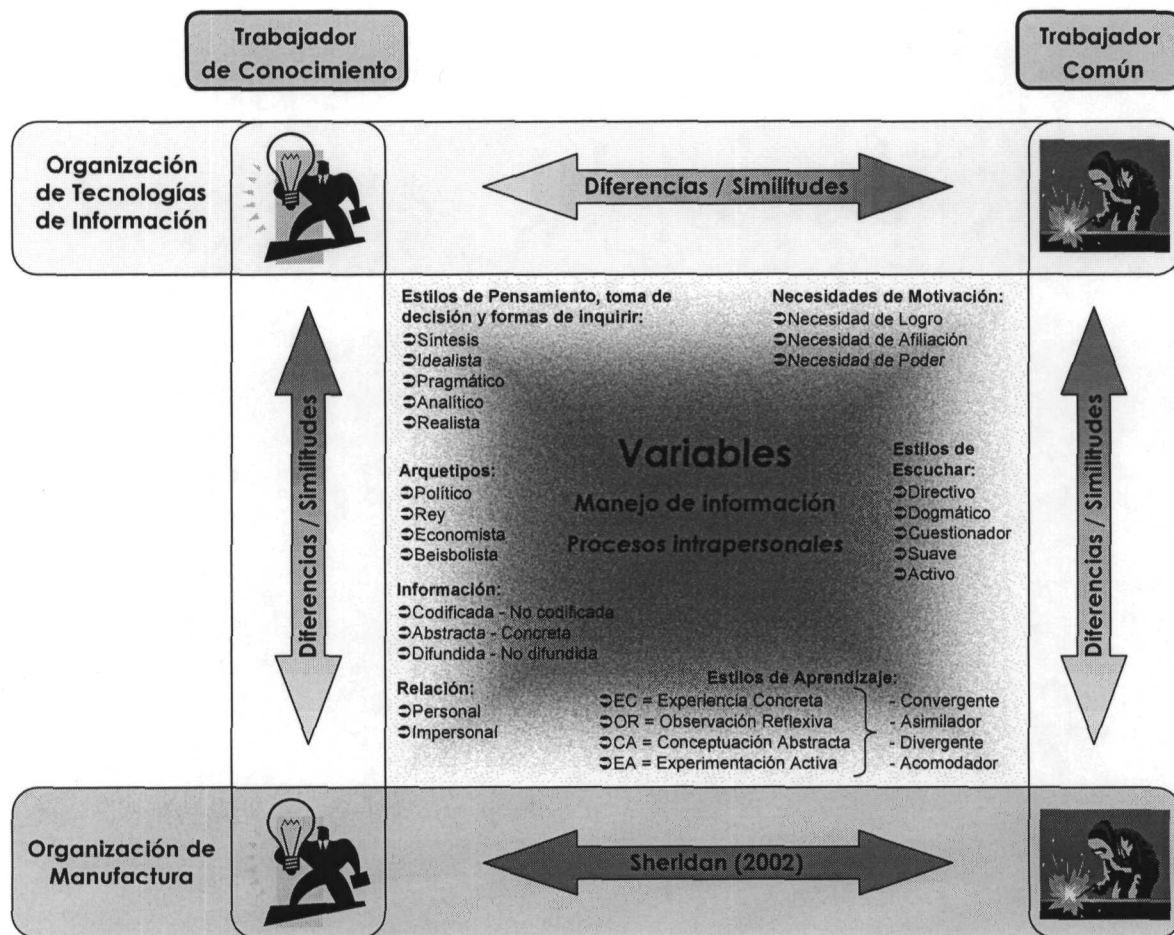 Trabajador
de Conocimiento
Trabajador
Común
Organización
de Tecnologías
de Información
Diferencias / Similitudes
Estilos de Pensamiento, toma de
decisión y formas de inquirir:
➲Síntesis
➲Idealista
➲Pragmático
➲Analítico
➲Realista
Necesidades de Motivación:
➲Necesidad de Logro
➲Necesidad de Afiliación
➲Necesidad de Poder
Diferencias / Similitudes
Variables
Manejo de información
Procesos intrapersonales
Arquetipos:
➲Político
➲Rey
➲Economista
➲Beisbolista
Estilos de
Escuchar:
➲Directivo
➲Dogmático
➲Cuestionador
➲Suave
➲Activo
Diferencias / Similitudes
Información:
➲Codificada - No codificada
➲Abstracta - Concreta
➲Difundida - No difundida
Relación:
➲Personal
➲Impersonal
Estilos de Aprendizaje:
➲EC = Experiencia Concreta
➲OR = Observación Reflexiva
➲CA = Conceptuación Abstracta
➲EA = Experimentación Activa
- Convergente
- Asimilador
- Divergente
- Acomodador
Organización de
Manufactura
Sheridan (2002)